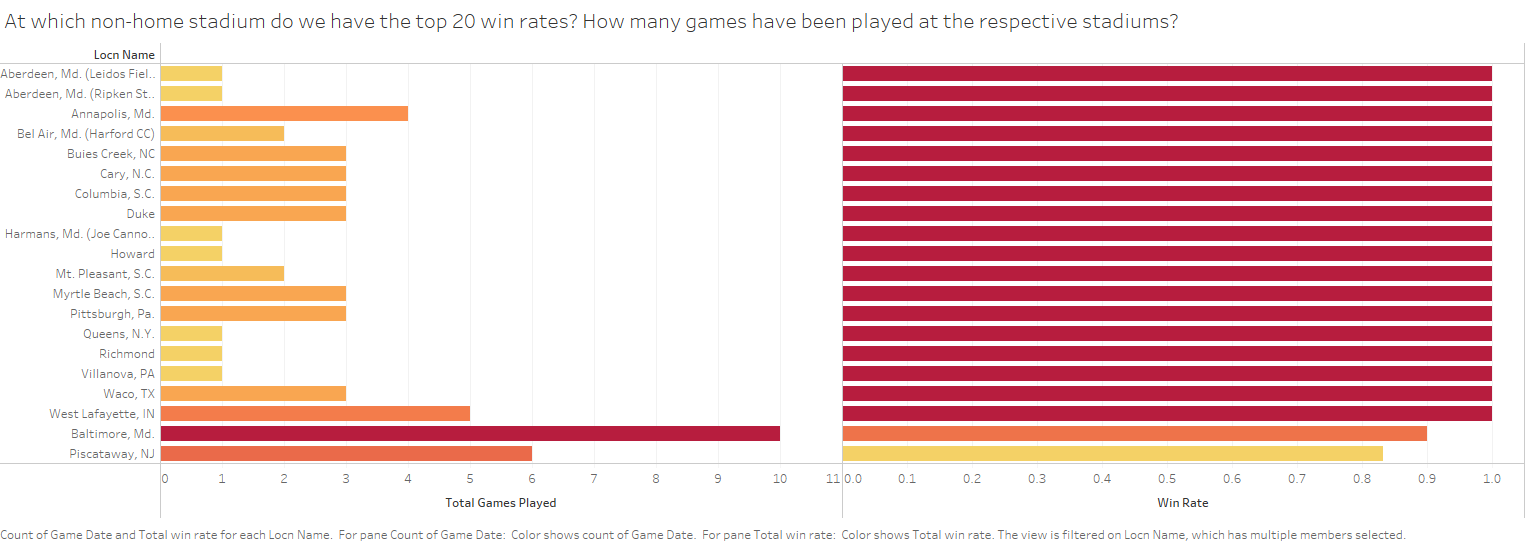 At which non-home stadium do we have the top 20 win rates? How many games have been played at the respective stadiums?
Locn Name
Aberdeen, Md. (Leidos Fiel..
Aberdeen, Md. (Ripken St..
Annapolis, Md.
Bel Air, Md. (Harford CC)
Buies Creek, NC
Cary, N.C.
Columbia, S.C.
Duke
Harmans, Md. (Joe Canno..
Howard
Mt. Pleasant, S.C.
Myrtle Beach, S.C.
Pittsburgh, Pa.
Queens, N.Y.
Richmond
Villanova, PA
Waco, TX
West Lafayette, IN
Baltimore, Md.
Piscataway, NJ
0 1 2 3 4 5 6 7 8 9 10 11 0.0 0.1 0.2 0.3 0.4 0.5 0.6 0.7 0.8 0.9 1.0
Total Games Played Win Rate
Count of Game Date and Total win rate for each Locn Name. For pane Count of Game Date: Color shows count of Game Date. For pane Total win rate: Color shows Total win rate. The view is filtered on Locn Name, which has multiple members selected.